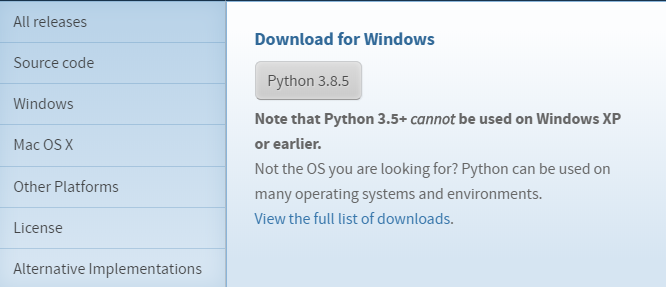 All releases
Source code
Windows
Mac OS X
Other Platforms
License
Alternative Implementations
Download for Windows
Python 3.8.5
Note that Python 3.5+ cannot be used on Windows XP
or earlier.
Not the OS you are looking for? Python can be used on
many operating systems and environments.
View the full list of downloads.